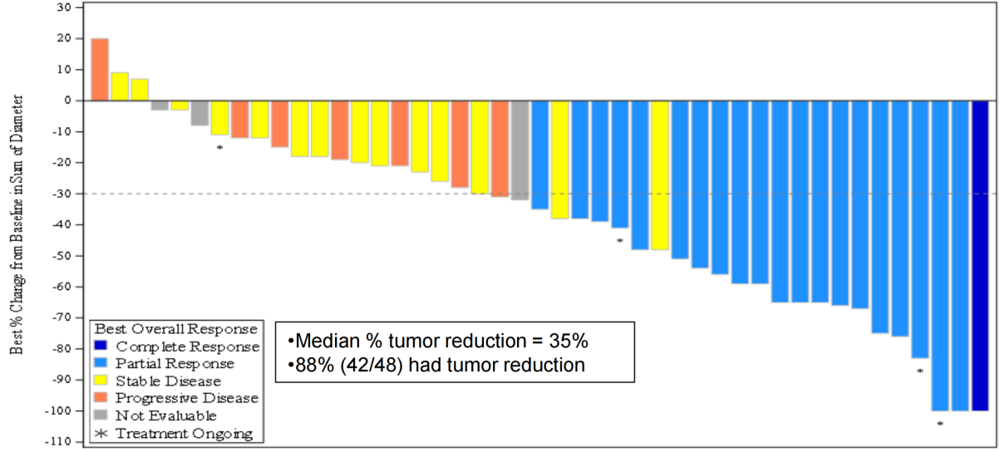 Best % Change from Baseline in Sum of Diameter
30
20
10
0
-10
-20
-30
-40
-50
-60
-70
-80
-90
-100
-110
*
*
*
*
Best Overall Response
Complete Response
Partial Response
Stable Disease
Progressive Disease
Not Evaluable
* Treatment Ongoing
•Median % tumor reduction = 35%
•88% (42/48) had tumor reduction